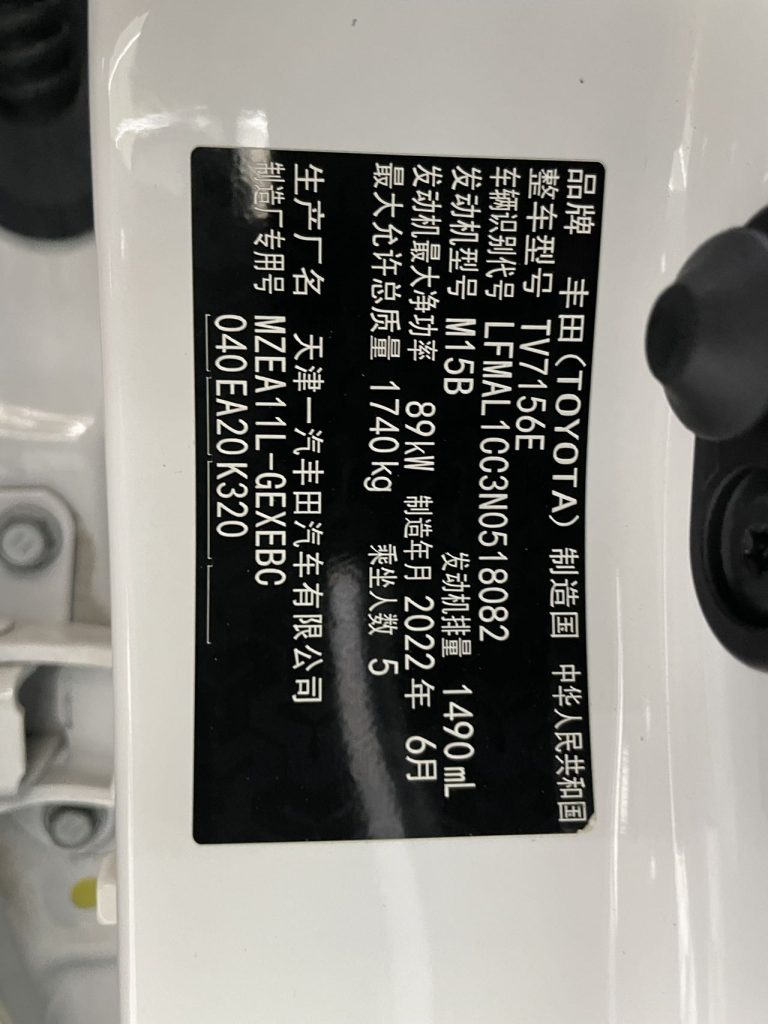 品牌 丰田(TOYOTA) 制造国 中华人民共和国
整车型号 TV7156E
车辆识别代号 LFMAL1CC3N0518082
发动机型号 M15B 发动机排量 1490mL
发动机最大净功率 89kW 制造年月 2022年 6月
最大允许总质量 1740kg 乘坐人数 5
生产厂名 天津一汽丰田汽车有限公司
制造厂专用号 MZEA11L-GEXEBC
040EA20K320